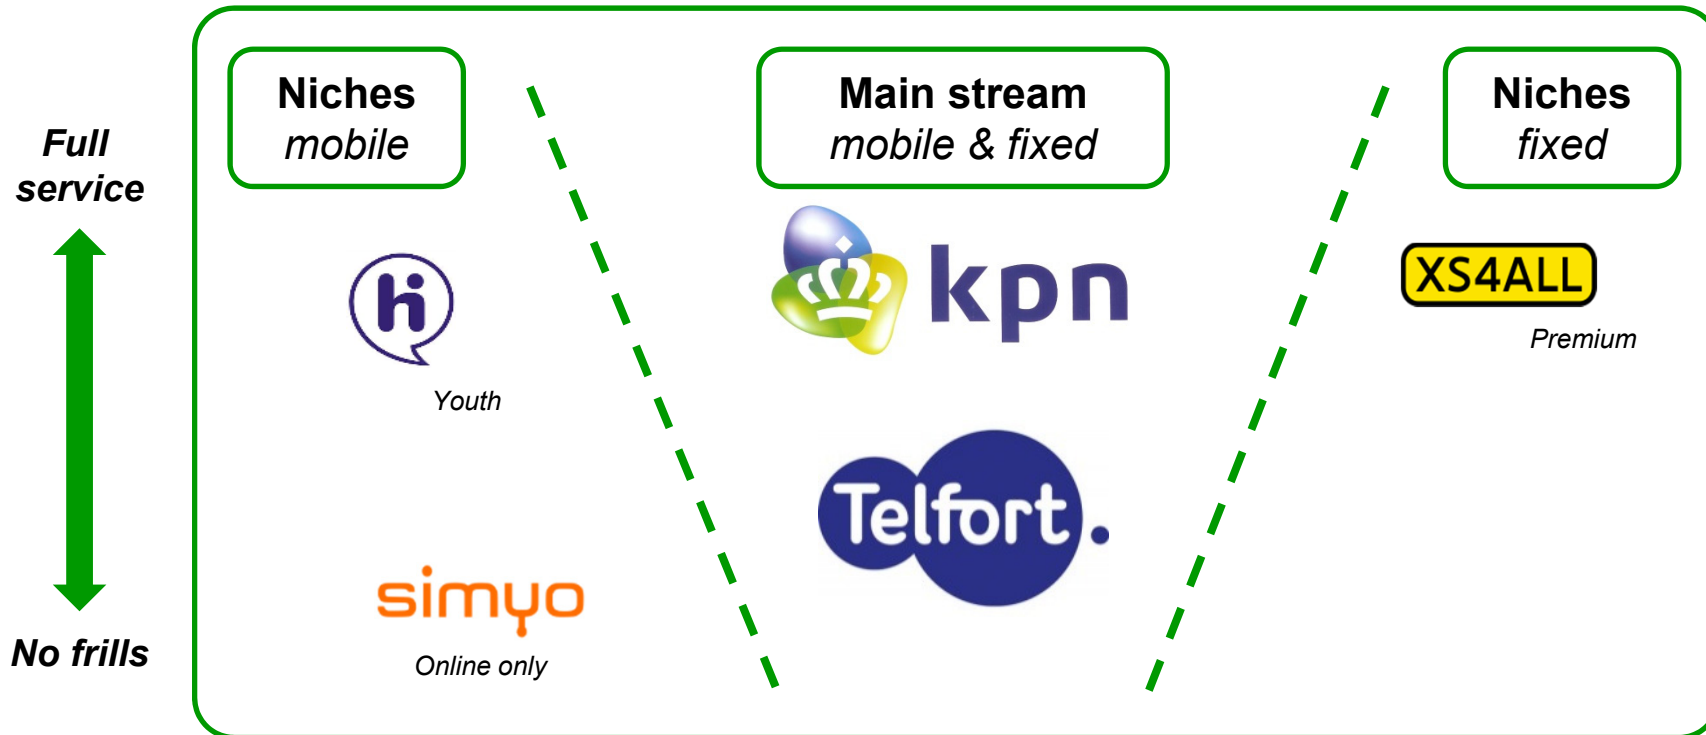 Niches
mobile
Main stream
mobile & fixed
Niches
fixed
Full
service
hi
kpn
XS4ALL
Premium
Youth
Telfort.
simyo
No frills
Online only